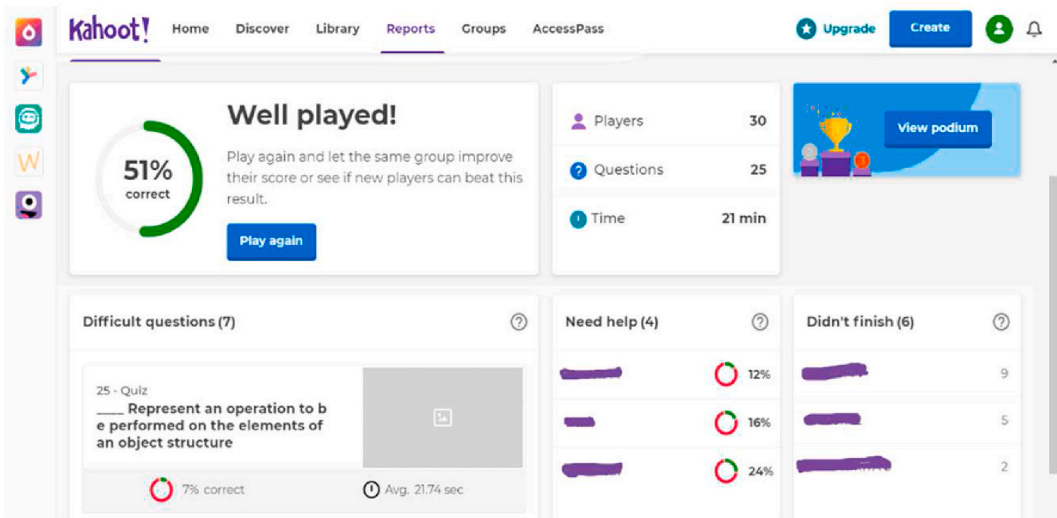 Kahoot!
Home Discover Library Reports Groups AccessPass
Upgrade
Create
51%
correct
Well played!
Play again and let the same group improve
their score or see if new players can beat this
result.
Play again
Players 30
Questions 25
Time 21 min
View podium
Difficult questions (7)
25 - Quiz
____ Represent an operation to b
e performed on the elements of
an object structure
7% correct
Avg. 21.74 sec
Need help (4)
12%
16%
24%
Didn't finish (6)
9
5
2